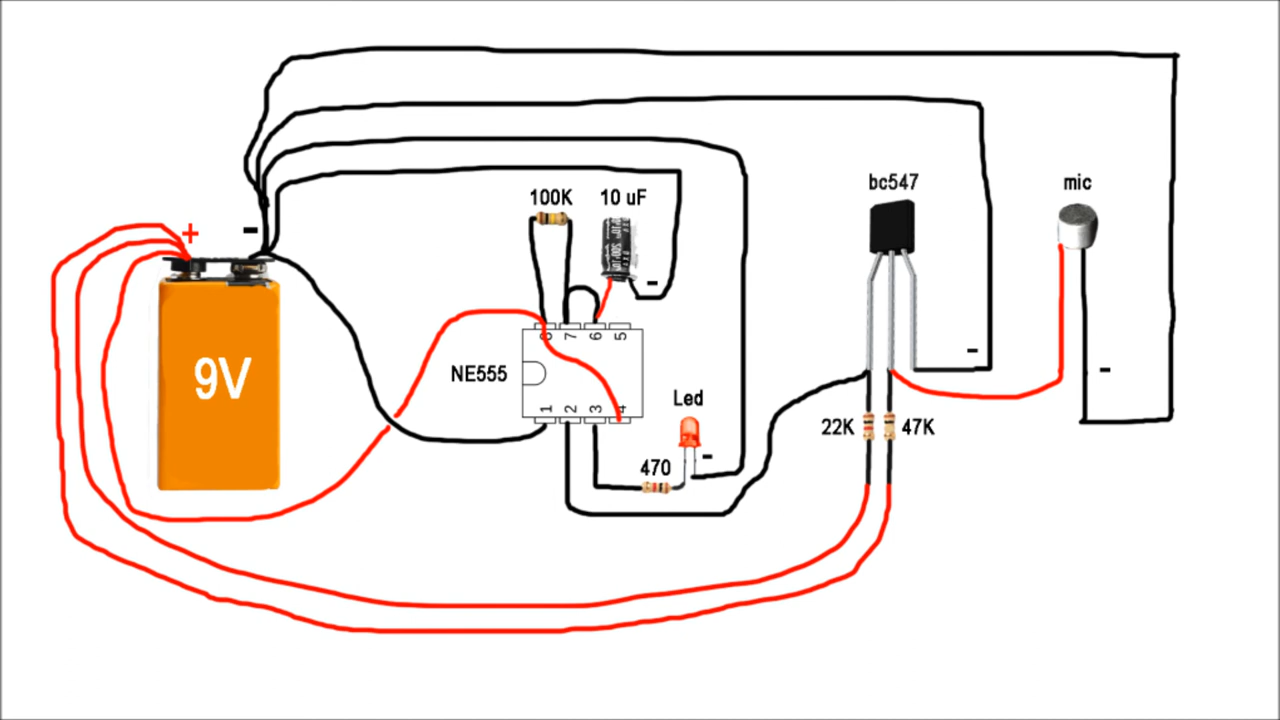 bc547
mic
100K
10 uF
+
-
-
8 7 6 5
9V
NE555
-
-
Led
1 2 3 4
22K
47K
-
470